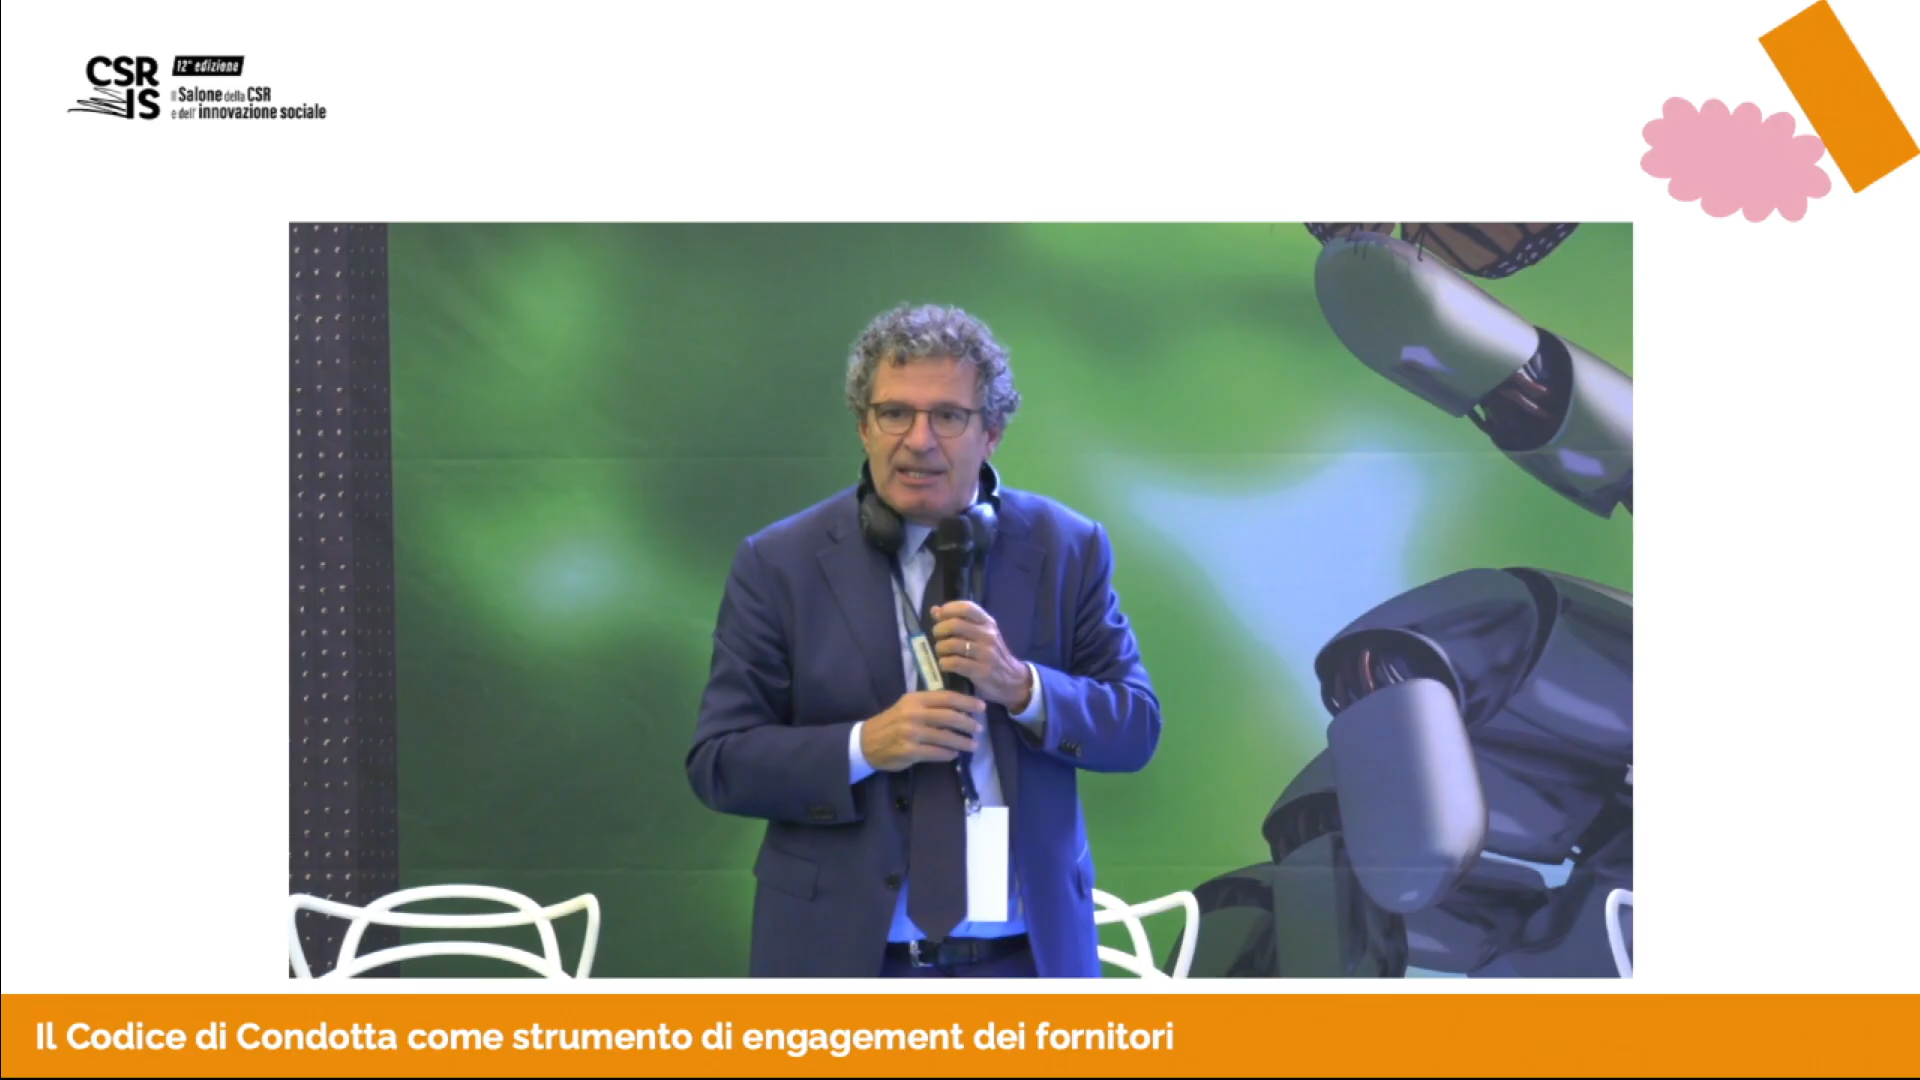 CSR
IS
12° edizione
Il Salone della CSR
e dell'innovazione sociale
Il Codice di Condotta come strumento di engagement dei fornitori